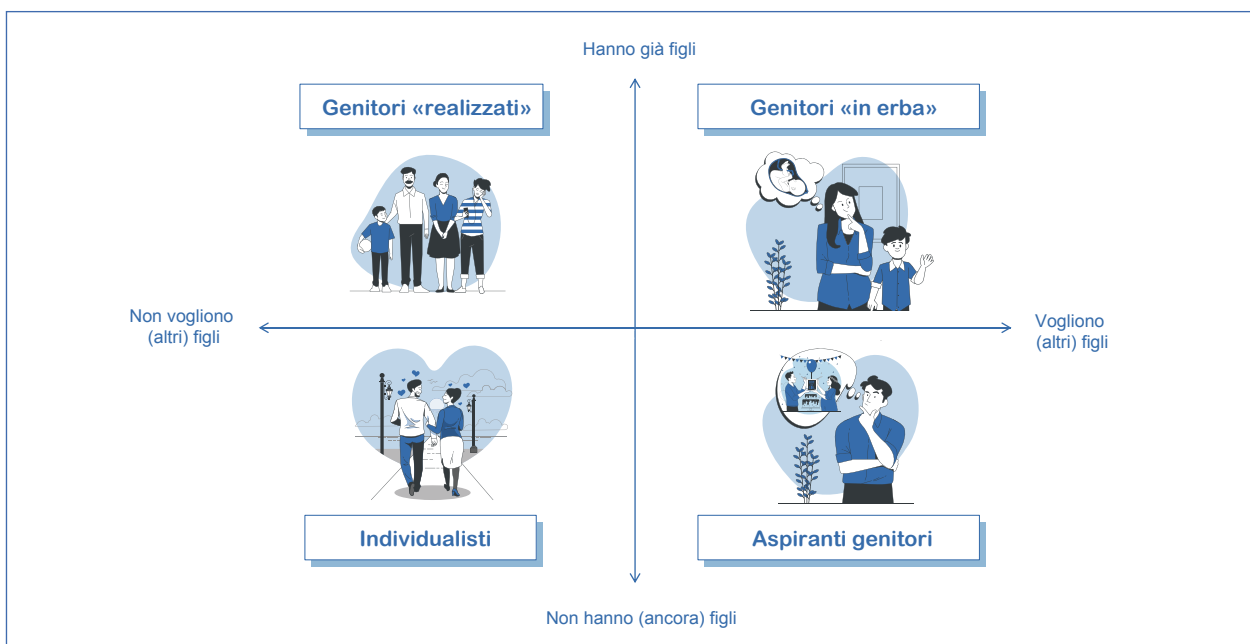 Hanno già figli
Genitori «realizzati»
Genitori «in erba»
Non vogliono
(altri) figli
Vogliono
(altri) figli
Individualisti
Aspiranti genitori
Non hanno (ancora) figli